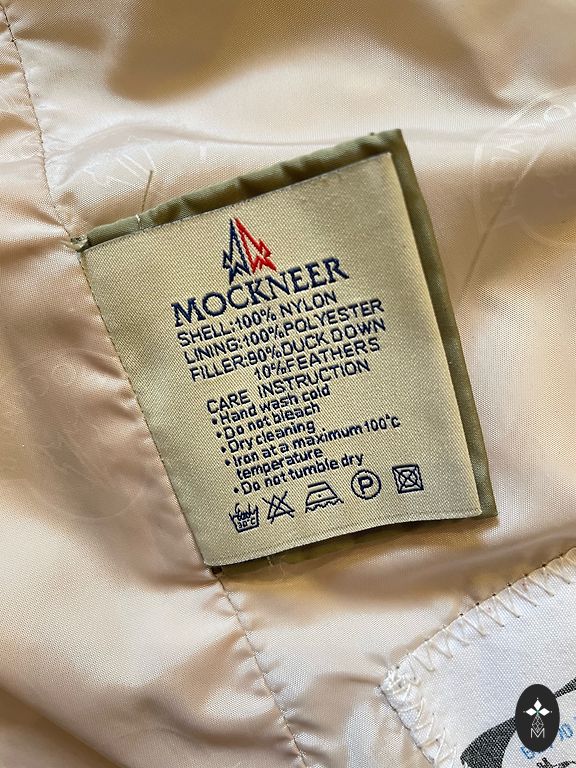 MOCKNEER
SHELL:100% NYLON
LINING:100%POLYESTER
FILLER:90%DUCK DOWN
10%FEATHERS
CARE INSTRUCTION
•Hand wash cold
•Do not bleach
•Dry cleaning
•Iron at a maximum 100°c
temperature
•Do not tumble dry
P
M